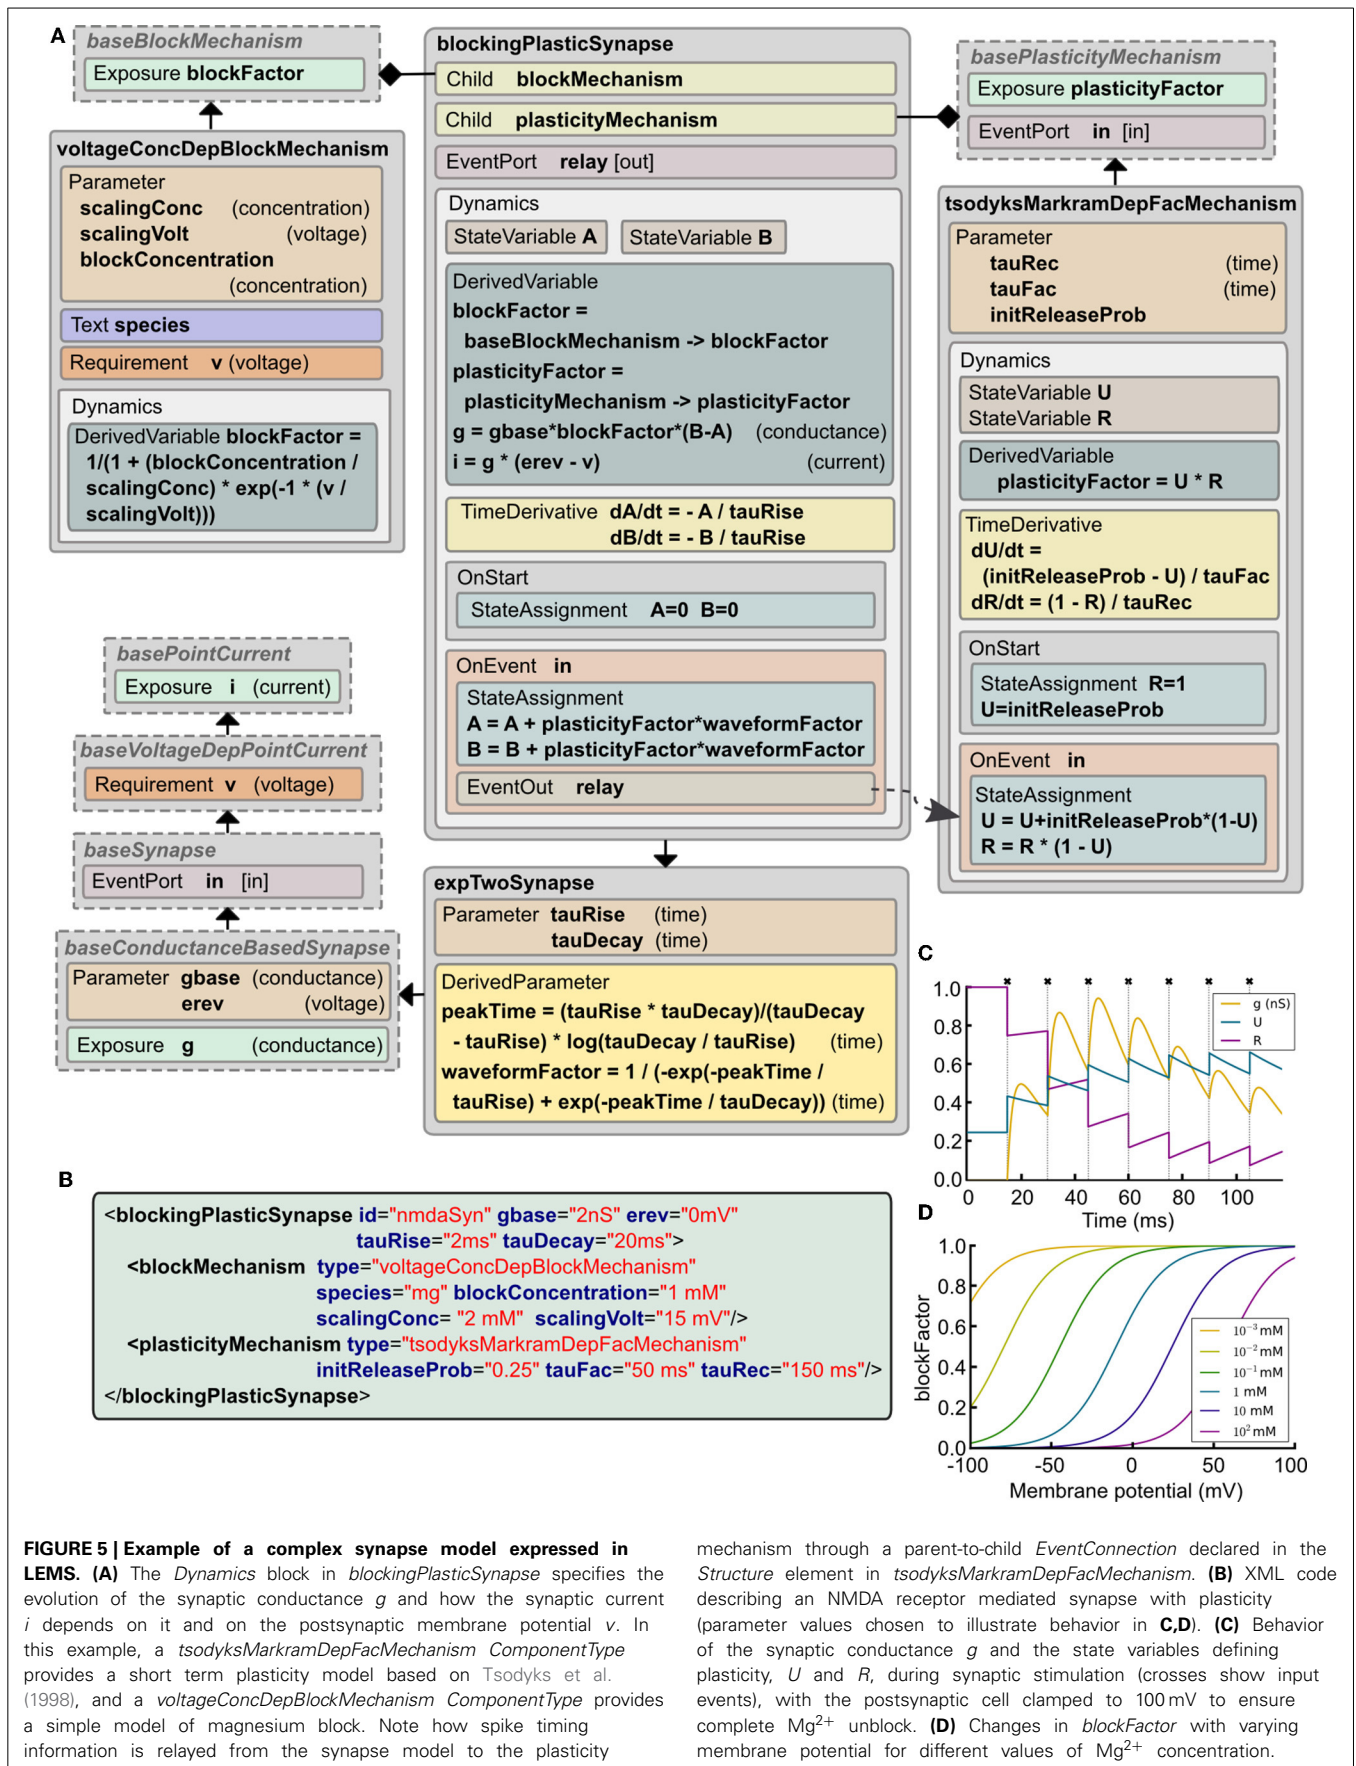 A
baseBlockMechanism
Exposure blockFactor
voltageConcDepBlockMechanism
Parameter
scalingConc (concentration)
scalingVolt (voltage)
blockConcentration
(concentration)
Text species
Requirement v (voltage)
Dynamics
DerivedVariable blockFactor =
1/(1 + (blockConcentration /
scalingConc) * exp(-1 * (v /
scalingVolt)))
blockingPlasticSynapse
Child blockMechanism
Child plasticityMechanism
EventPort relay [out]
Dynamics
StateVariable A StateVariable B
DerivedVariable
blockFactor =
baseBlockMechanism -> blockFactor
plasticityFactor =
plasticityMechanism -> plasticityFactor
g = gbase*blockFactor*(B-A) (conductance)
i = g * (erev - v) (current)
TimeDerivative dA/dt = - A / tauRise
dB/dt = - B / tauRise
OnStart
StateAssignment A=0 B=0
OnEvent in
StateAssignment
A = A + plasticityFactor*waveformFactor
B = B + plasticityFactor*waveformFactor
EventOut relay
basePlasticityMechanism
Exposure plasticityFactor
EventPort in [in]
tsodyksMarkramDepFacMechanism
Parameter
tauRec (time)
tauFac (time)
initReleaseProb
Dynamics
StateVariable U
StateVariable R
DerivedVariable
plasticityFactor = U * R
TimeDerivative
dU/dt =
(initReleaseProb - U) / tauFac
dR/dt = (1 - R) / tauRec
OnStart
StateAssignment R=1
U=initReleaseProb
OnEvent in
StateAssignment
U = U+initReleaseProb*(1-U)
R = R * (1 - U)
basePointCurrent
Exposure i (current)
baseVoltageDepPointCurrent
Requirement v (voltage)
baseSynapse
EventPort in [in]
baseConductanceBasedSynapse
Parameter gbase (conductance)
erev (voltage)
Exposure g (conductance)
expTwoSynapse
Parameter tauRise (time)
tauDecay (time)
DerivedParameter
peakTime = (tauRise * tauDecay)/(tauDecay
- tauRise) * log(tauDecay / tauRise) (time)
waveformFactor = 1 / (-exp(-peakTime /
tauRise) + exp(-peakTime / tauDecay)) (time)
B
<blockingPlasticSynapse id="nmdaSyn" gbase="2nS" erev="0mV"
tauRise="2ms" tauDecay="20ms">
<blockMechanism type="voltageConcDepBlockMechanism"
species="mg" blockConcentration="1 mM"
scalingConc= "2 mM" scalingVolt="15 mV"/>
<plasticityMechanism type="tsodyksMarkramDepFacMechanism"
initReleaseProb="0.25" tauFac="50 ms" tauRec="150 ms"/>
</blockingPlasticSynapse>
C
1.0
0.8
0.6
0.4
0.2
0.0
0 20 40 60 80 100
Time (ms)
g (nS)
U
R
D
1.0
0.8
0.6
0.4
0.2
0.0
blockFactor
-100 -50 0 50 100
Membrane potential (mV)
10⁻³ mM
10⁻² mM
10⁻¹ mM
1 mM
10 mM
10² mM
FIGURE 5 | Example of a complex synapse model expressed in
LEMS. (A) The Dynamics block in blockingPlasticSynapse specifies the
evolution of the synaptic conductance g and how the synaptic current
i depends on it and on the postsynaptic membrane potential v. In
this example, a tsodyksMarkramDepFacMechanism ComponentType
provides a short term plasticity model based on Tsodyks et al.
(1998), and a voltageConcDepBlockMechanism ComponentType provides
a simple model of magnesium block. Note how spike timing
information is relayed from the synapse model to the plasticity
mechanism through a parent-to-child EventConnection declared in the
Structure element in tsodyksMarkramDepFacMechanism. (B) XML code
describing an NMDA receptor mediated synapse with plasticity
(parameter values chosen to illustrate behavior in C,D). (C) Behavior
of the synaptic conductance g and the state variables defining
plasticity, U and R, during synaptic stimulation (crosses show input
events), with the postsynaptic cell clamped to 100 mV to ensure
complete Mg²⁺ unblock. (D) Changes in blockFactor with varying
membrane potential for different values of Mg²⁺ concentration.